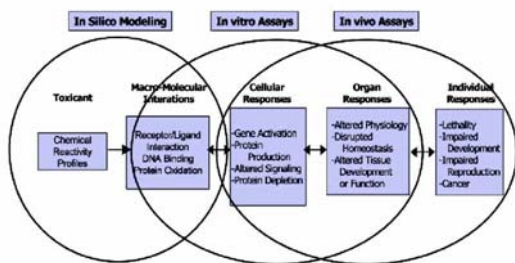 In Silico Modeling
In vitro Assays
In vivo Assays
Toxicant
Chemical
Reactivity
Profiles
Macro-Molecular
Interations
Receptor/Ligand
Interaction
DNA Binding
Protein Oxidation
Cellular
Responses
-Gene Activation
-Protein
Production
-Altered Signaling
-Protein Depletion
Organ
Responses
-Altered Physiology
-Disrupted
Homeostasis
-Altered Tissue
Development
or Function
Individual
Responses
-Lethality
-Impaired
Development
-Impaired
Reproduction
-Cancer